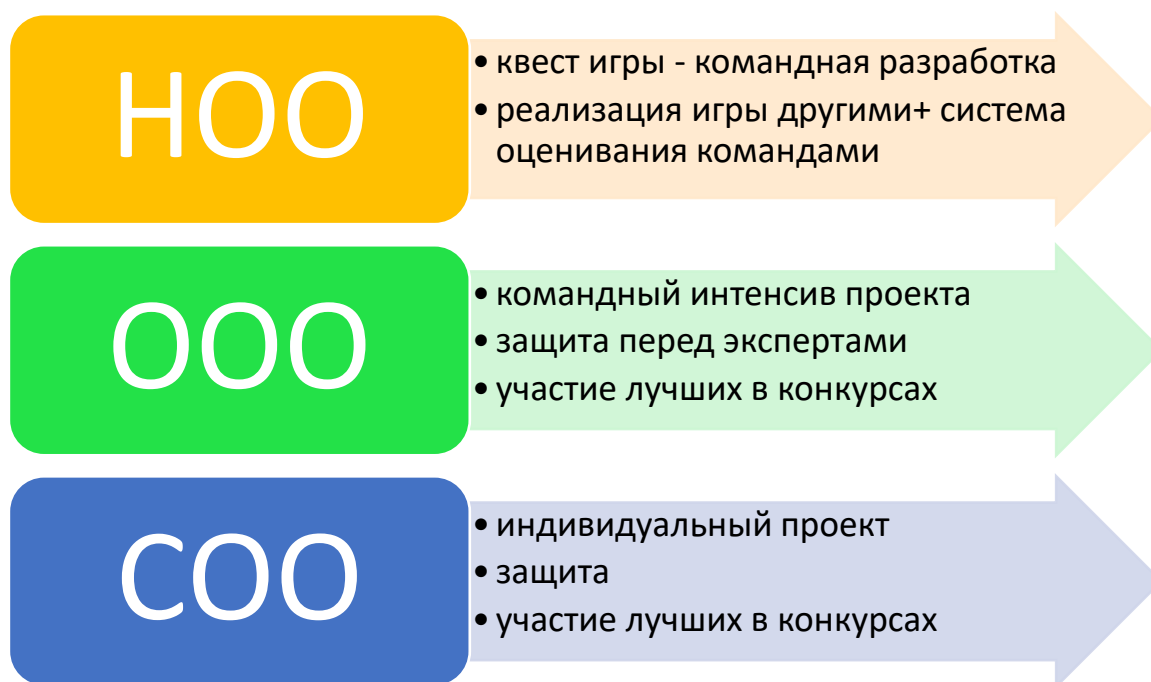 НОО
• квест игры - командная разработка
• реализация игры другими+ система
оценивания командами
ООО
• командный интенсив проекта
• защита перед экспертами
• участие лучших в конкурсах
СОО
• индивидуальный проект
• защита
• участие лучших в конкурсах